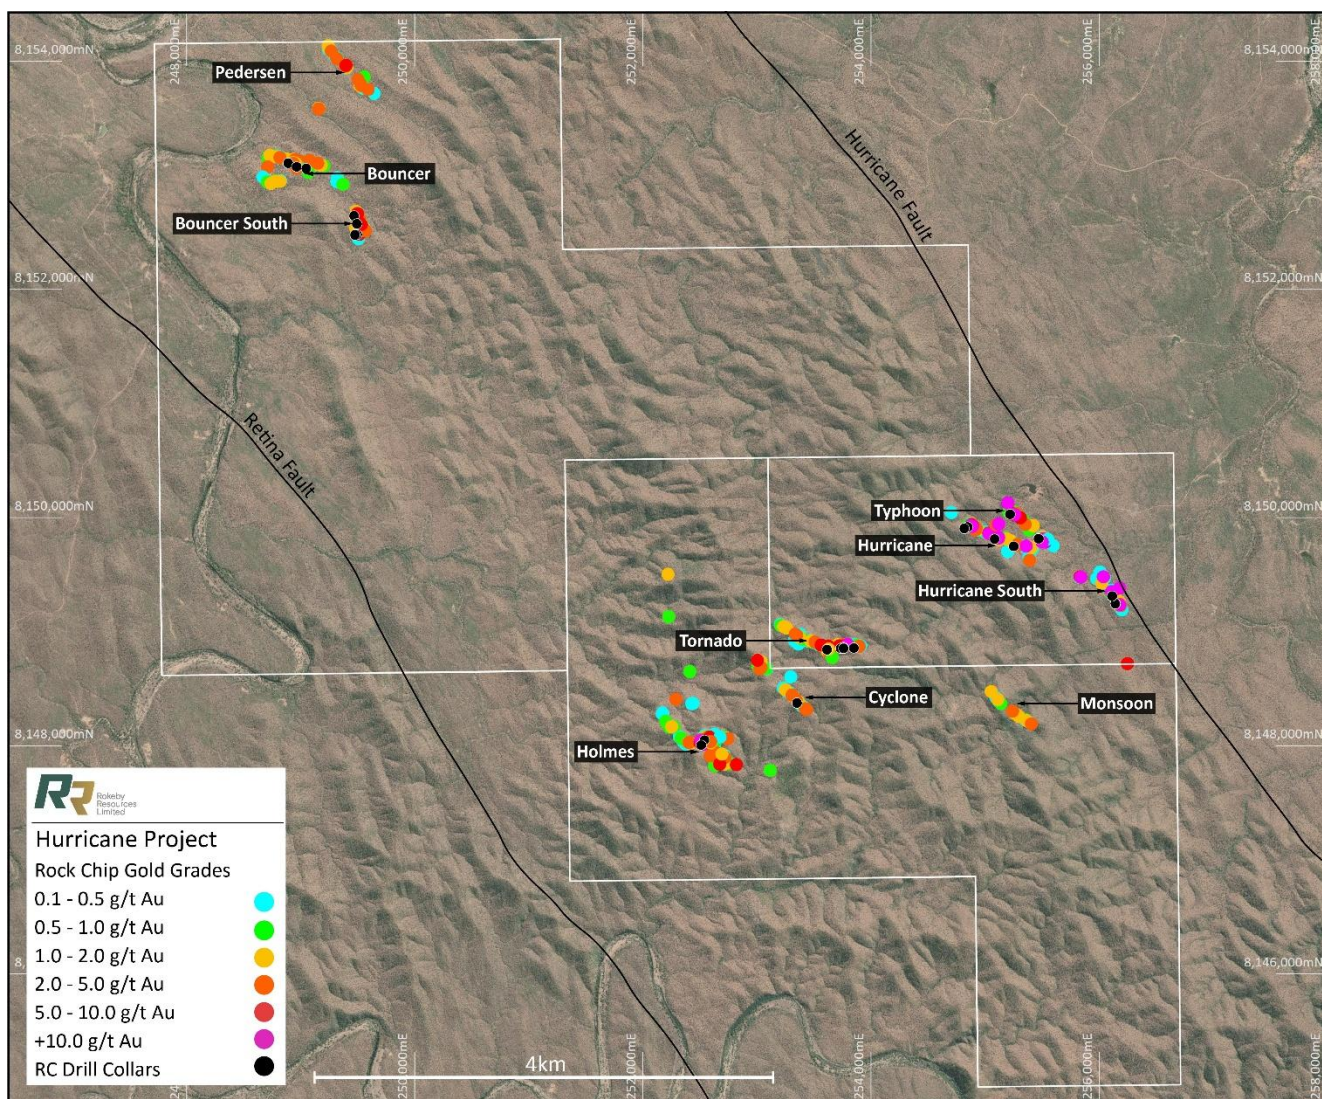 248,000mE
250,000mE
252,000mE
254,000mE
256,000mE
258,000mE
8,154,000mN
8,154,000mN
Pedersen
Hurricane Fault
Bouncer
Bouncer South
8,152,000mN
8,152,000mN
Retina Fault
8,150,000mN
8,150,000mN
Typhoon
Hurricane
Hurricane South
Tornado
Cyclone
Monsoon
Holmes
8,148,000mN
8,148,000mN
RR
Rokeby
Resources
Limited
Hurricane Project
Rock Chip Gold Grades
0.1 - 0.5 g/t Au
0.5 - 1.0 g/t Au
1.0 - 2.0 g/t Au
2.0 - 5.0 g/t Au
5.0 - 10.0 g/t Au
+10.0 g/t Au
RC Drill Collars
8,146,000mN
4km
250,000mE
252,000mE
254,000mE
256,000mE
258,000mE